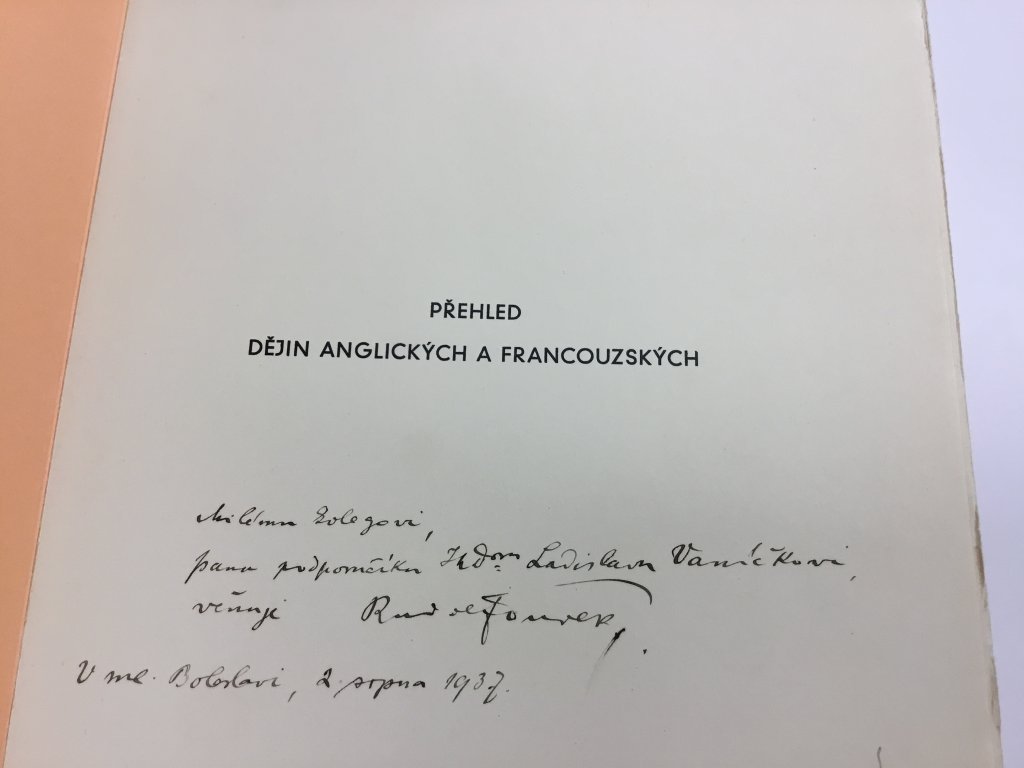 PŘEHLED
DĚJIN ANGLICKÝCH A FRANCOUZSKÝCH
Milému kolegovi,
panu podporučíku Ladislavu Vaníčkovi,
věnuje Rudolf
V ml. Boleslavi, 2. srpna 1937.